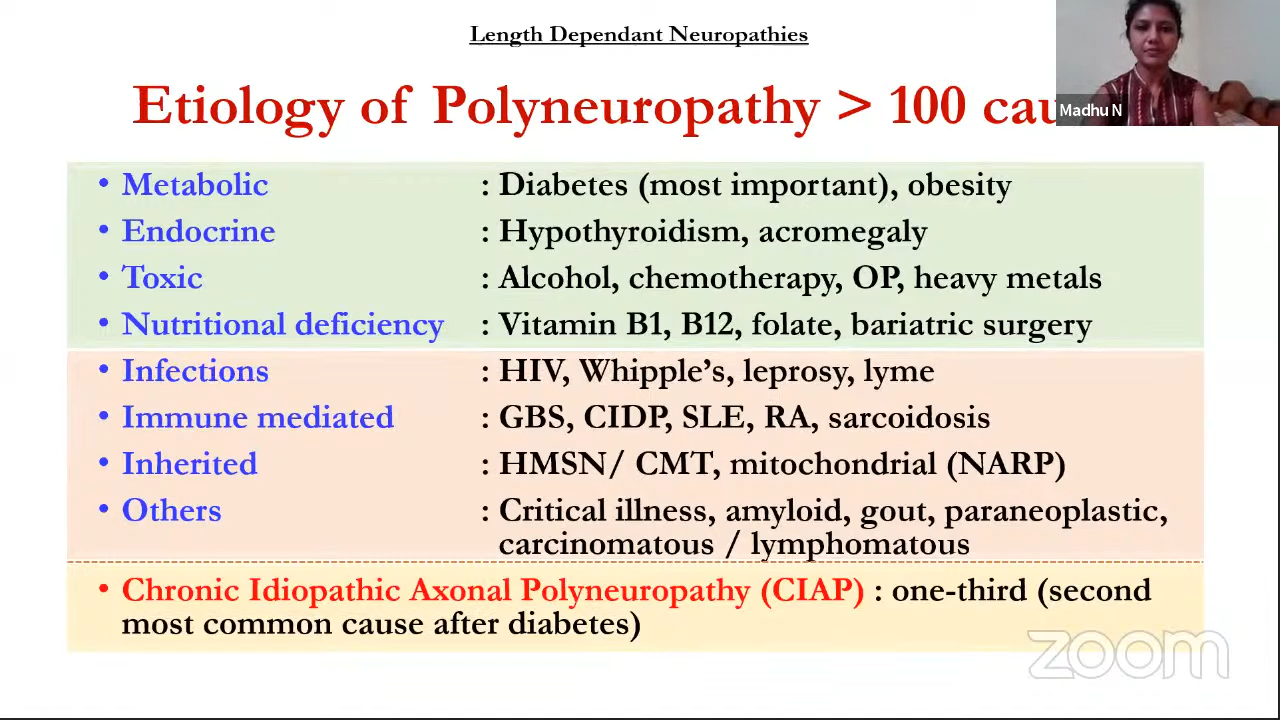 Length Dependant Neuropathies
Etiology of Polyneuropathy > 100
Madhu N
• Metabolic : Diabetes (most important), obesity
• Endocrine : Hypothyroidism, acromegaly
• Toxic : Alcohol, chemotherapy, OP, heavy metals
• Nutritional deficiency : Vitamin B1, B12, folate, bariatric surgery
• Infections : HIV, Whipple’s, leprosy, lyme
• Immune mediated : GBS, CIDP, SLE, RA, sarcoidosis
• Inherited : HMSN/ CMT, mitochondrial (NARP)
• Others : Critical illness, amyloid, gout, paraneoplastic,
carcinomatous / lymphomatous
• Chronic Idiopathic Axonal Polyneuropathy (CIAP) : one-third (second
most common cause after diabetes)
zoom